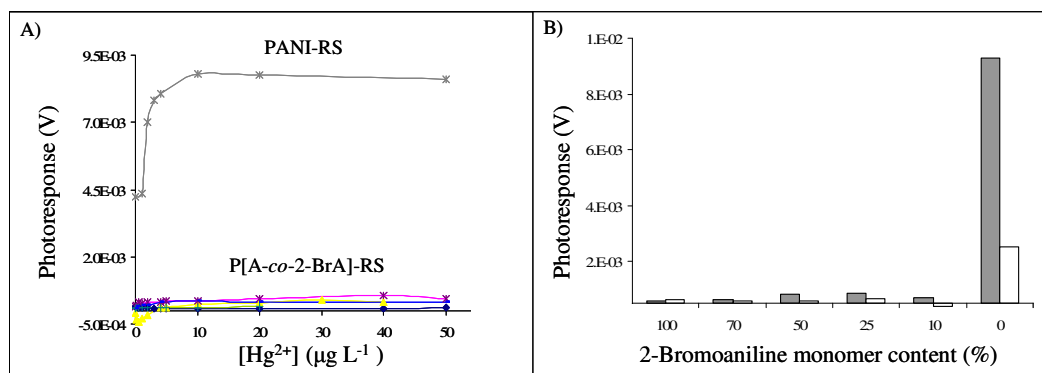 A)
PANI-RS
9.5E-03
7.0E-03
4.5E-03
2.0E-03
-5.0E-04
Photoresponse (V)
P[A-co-2-BrA]-RS
0 10 20 30 40 50
[Hg²⁺] (µg L⁻¹)
B)
1.E-02
8.E-03
6.E-03
4.E-03
2.E-03
Photoresponse (V)
100 70 50 25 10 0
2-Bromoaniline monomer content (%)